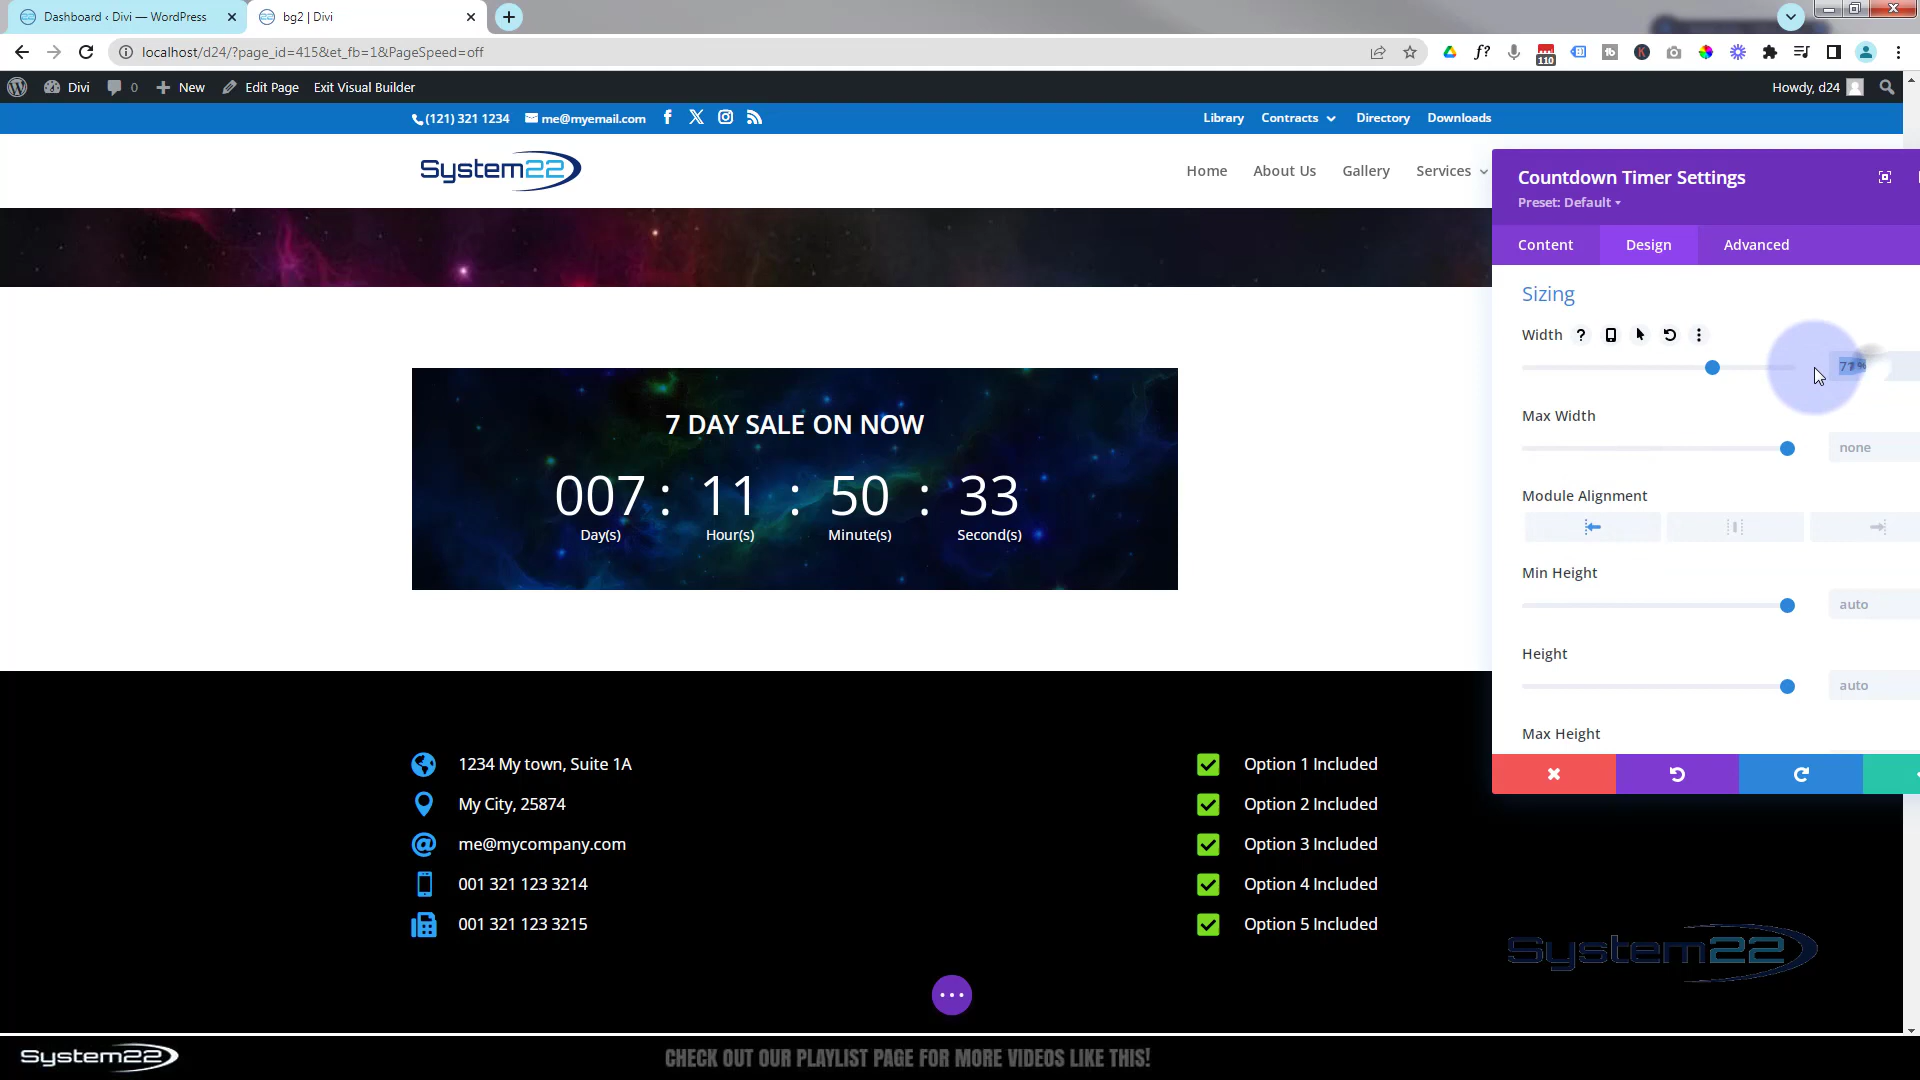 Dashboard ‹ Divi — WordPress
bg2 | Divi
localhost/d24/?page_id=415&et_fb=1&PageSpeed=off
110
Divi 0 New Edit Page Exit Visual Builder
Howdy, d24
(121) 321 1234 me@myemail.com
Library Contracts Directory Downloads
System22
Home About Us Gallery Services
Countdown Timer Settings
Preset: Default
Content Design Advanced
Sizing
Width
Max Width
none
Module Alignment
Min Height
auto
Height
auto
Max Height
7 DAY SALE ON NOW
007 : 11 : 50 : 33
Day(s) Hour(s) Minute(s) Second(s)
1234 My town, Suite 1A
My City, 25874
me@mycompany.com
001 321 123 3214
001 321 123 3215
Option 1 Included
Option 2 Included
Option 3 Included
Option 4 Included
Option 5 Included
System22
System22
CHECK OUT OUR PLAYLIST PAGE FOR MORE VIDEOS LIKE THIS!